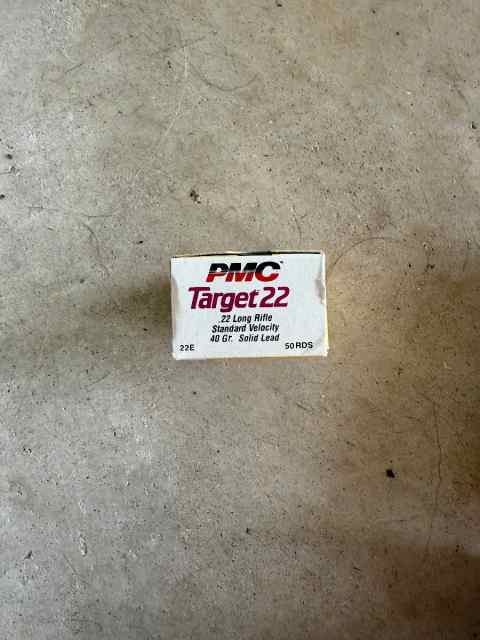 PMC
Target 22
.22 Long Rifle
Standard Velocity
40 Gr. Solid Lead
22E 50 RDS